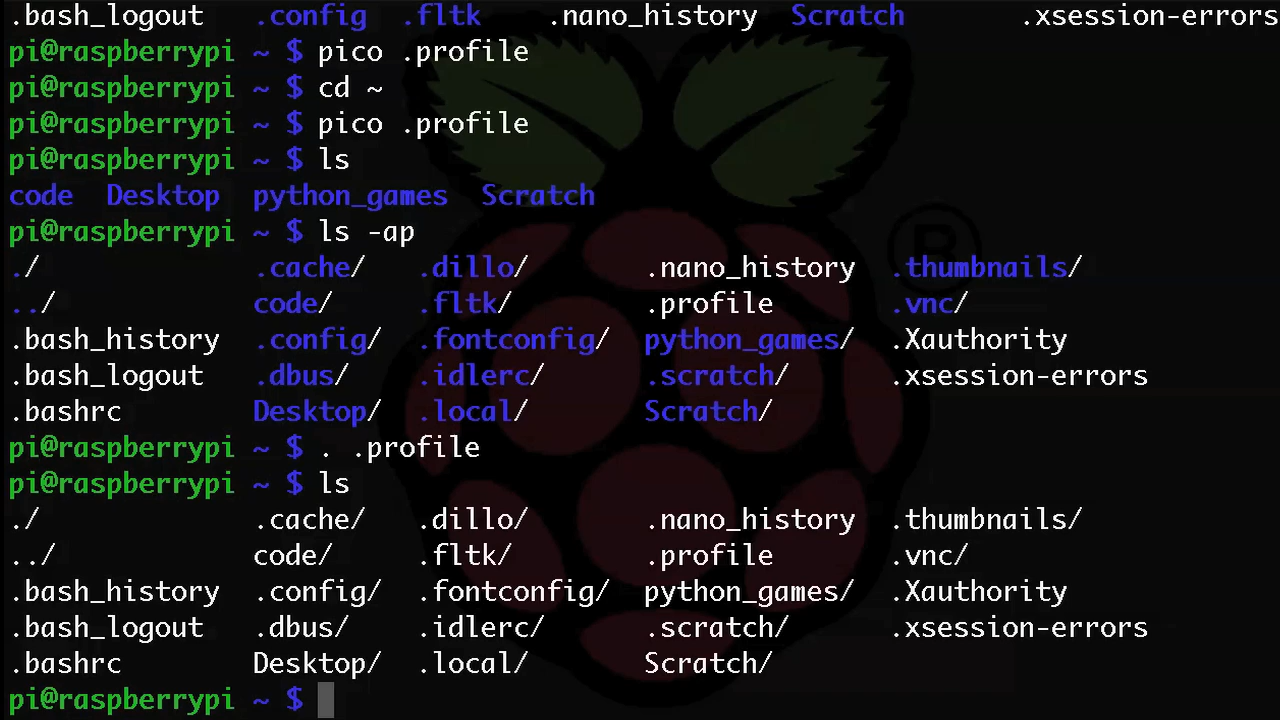 .bash_logout .config .fltk .nano_history Scratch .xsession-errors
pi@raspberrypi ~ $ pico .profile
pi@raspberrypi ~ $ cd ~
pi@raspberrypi ~ $ pico .profile
pi@raspberrypi ~ $ ls
code Desktop python_games Scratch
pi@raspberrypi ~ $ ls -ap
./ .cache/ .dillo/ .nano_history .thumbnails/
../ code/ .fltk/ .profile .vnc/
.bash_history .config/ .fontconfig/ python_games/ .Xauthority
.bash_logout .dbus/ .idlerc/ .scratch/ .xsession-errors
.bashrc Desktop/ .local/ Scratch/
pi@raspberrypi ~ $ . .profile
pi@raspberrypi ~ $ ls
./ .cache/ .dillo/ .nano_history .thumbnails/
../ code/ .fltk/ .profile .vnc/
.bash_history .config/ .fontconfig/ python_games/ .Xauthority
.bash_logout .dbus/ .idlerc/ .scratch/ .xsession-errors
.bashrc Desktop/ .local/ Scratch/
pi@raspberrypi ~ $
®